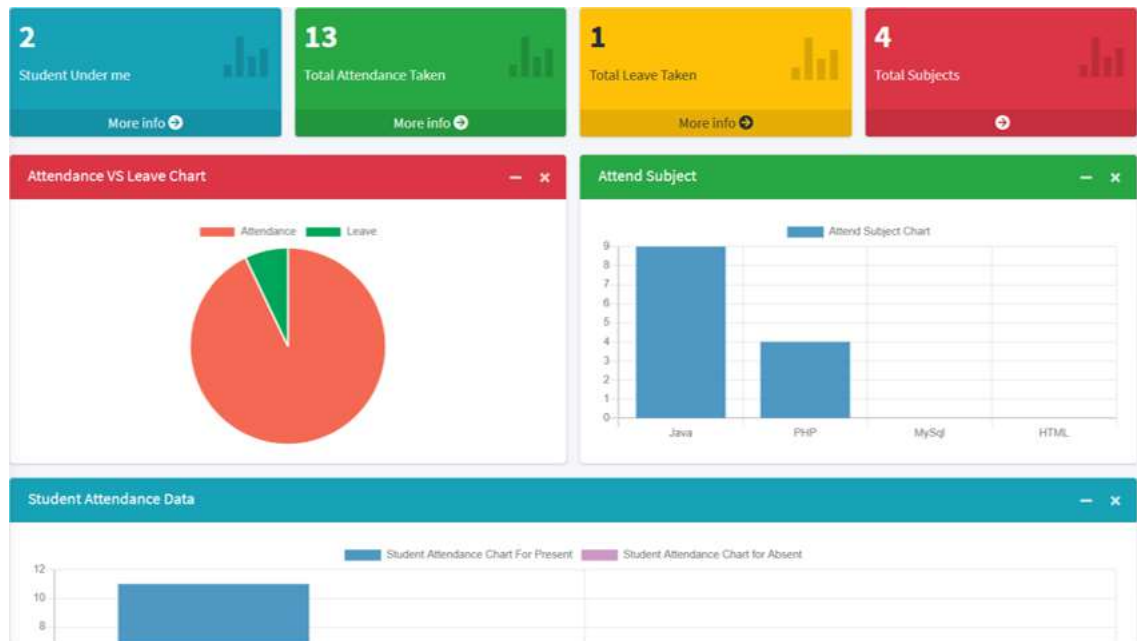 2
Student Under me
More info
13
Total Attendance Taken
More info
1
Total Leave Taken
More info
4
Total Subjects
Attendance VS Leave Chart
Attendance Leave
Attend Subject
Attend Subject Chart
9
8
7
6
5
4
3
2
1
0
Java PHP MySql HTML
Student Attendance Data
Student Attendance Chart For Present Student Attendance Chart for Absent
12
10
8